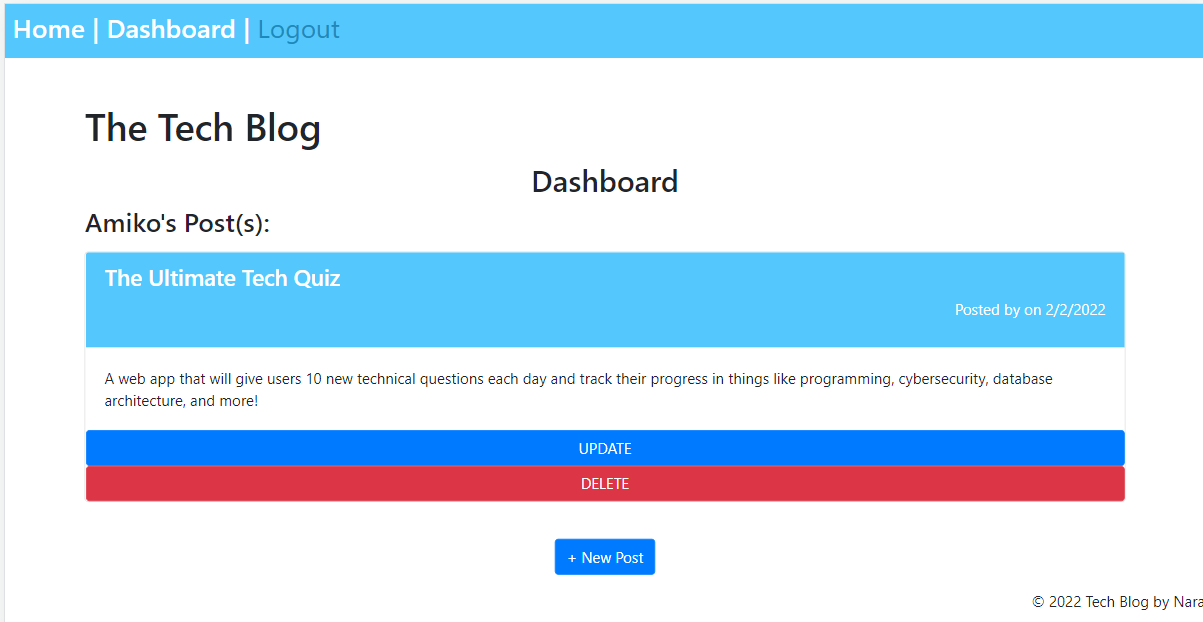 Home | Dashboard | Logout
The Tech Blog
Dashboard
Amiko's Post(s):
The Ultimate Tech Quiz
Posted by on 2/2/2022
A web app that will give users 10 new technical questions each day and track their progress in things like programming, cybersecurity, database
architecture, and more!
UPDATE
DELETE
+ New Post
© 2022 Tech Blog by Nara